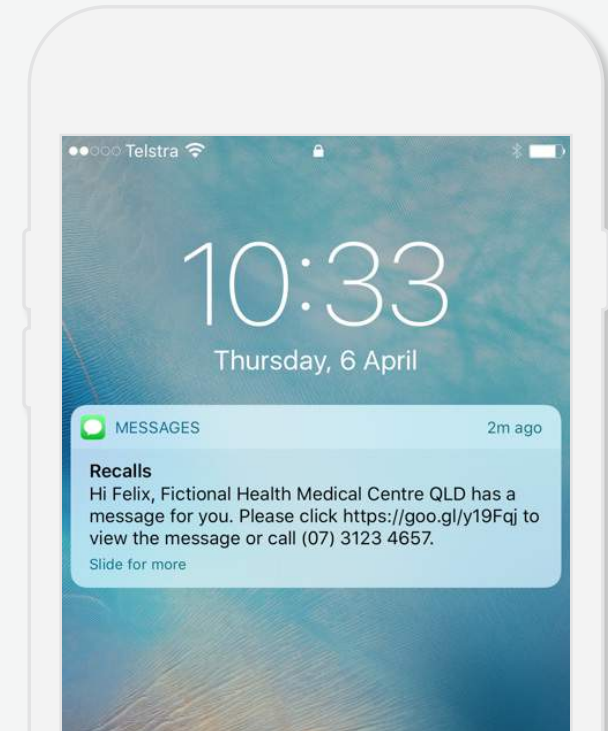 Telstra
10:33
Thursday, 6 April
MESSAGES 2m ago
Recalls
Hi Felix, Fictional Health Medical Centre QLD has a
message for you. Please click https://goo.gl/y19Fqj to
view the message or call (07) 3123 4657.
Slide for more